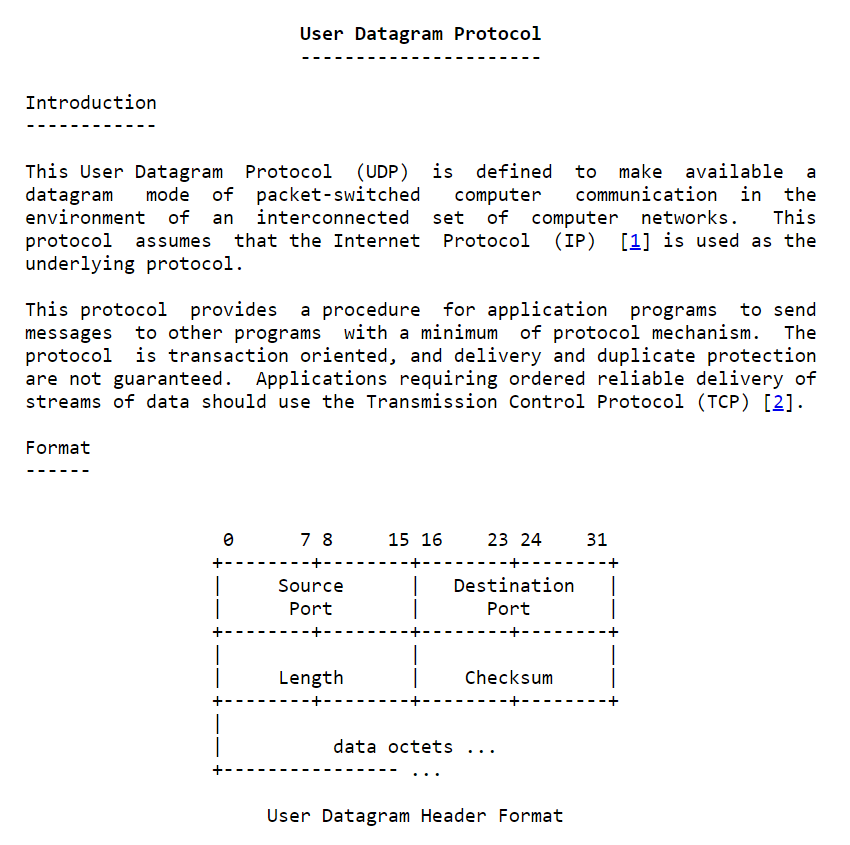 User Datagram Protocol
----------------------
Introduction
------------
This User Datagram  Protocol  (UDP)  is  defined  to  make  available  a
datagram   mode  of  packet-switched   computer   communication  in  the
environment  of  an  interconnected  set  of  computer  networks.   This
protocol  assumes  that the Internet  Protocol  (IP)  [1] is used as the
underlying protocol.
This protocol  provides  a procedure  for application  programs  to send
messages  to other programs  with a minimum  of protocol mechanism.  The
protocol  is transaction oriented, and delivery and duplicate protection
are not guaranteed.  Applications requiring ordered reliable delivery of
streams of data should use the Transmission Control Protocol (TCP) [2].
Format
------
 0      7 8     15 16    23 24    31
+--------+--------+--------+--------+
|     Source      |   Destination   |
|      Port       |      Port       |
+--------+--------+--------+--------+
|                 |                 |
|     Length      |    Checksum     |
+--------+--------+--------+--------+
|
|          data octets ...
+---------------- ...
User Datagram Header Format